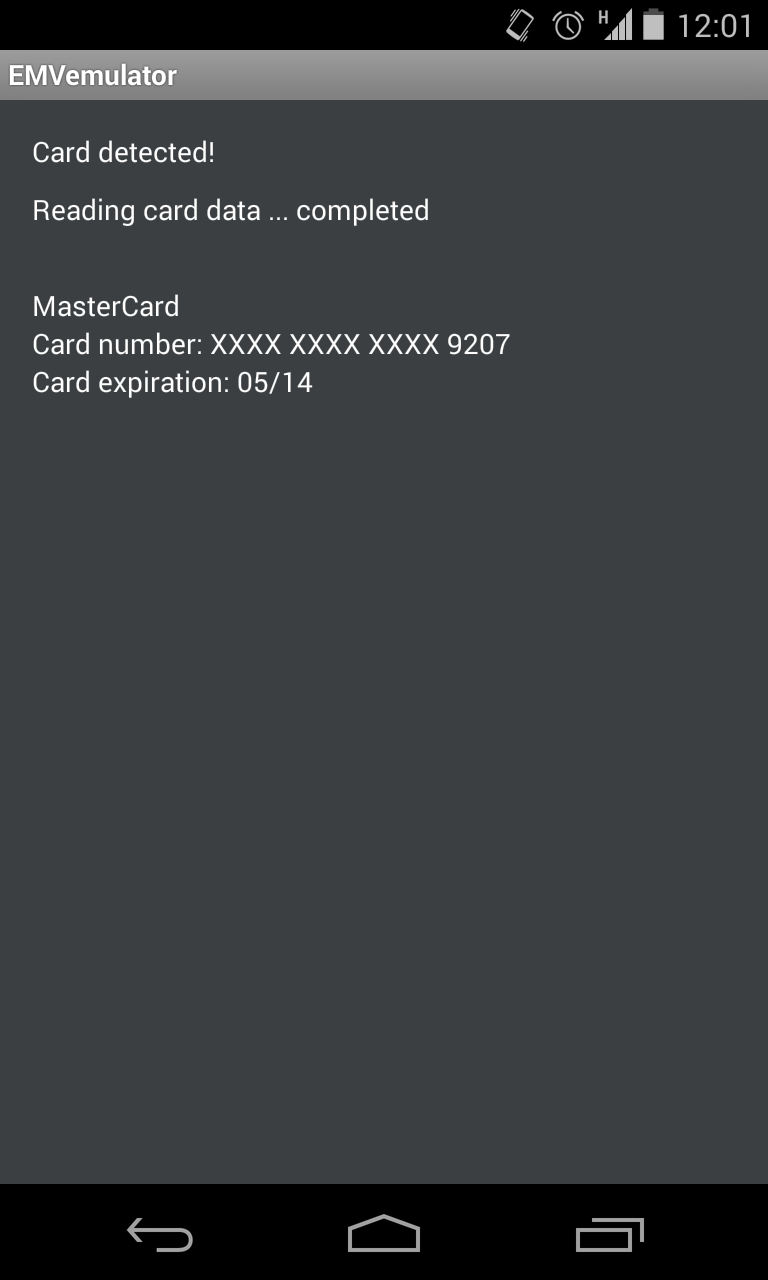 H 12:01
EMVemulator
Card detected!
Reading card data ... completed
MasterCard
Card number: XXXX XXXX XXXX 9207
Card expiration: 05/14